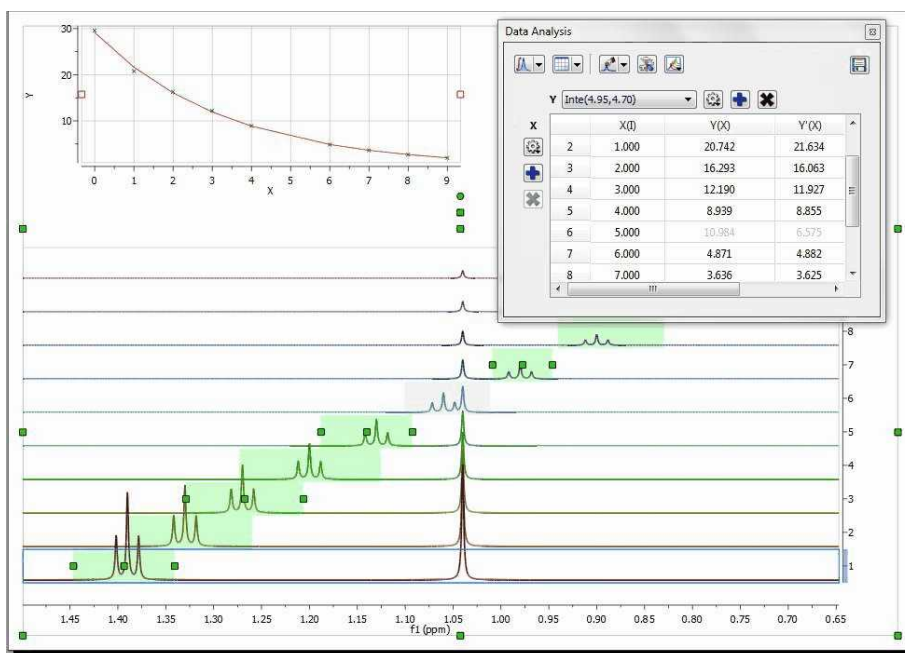 Data Analysis
Y Inte(4.95,4.70)
X
X(I) Y(X) Y'(X)
2 1.000 20.742 21.634
3 2.000 16.293 16.063
4 3.000 12.190 11.927
5 4.000 8.939 8.855
6 5.000 10.984 6.575
7 6.000 4.871 4.882
8 7.000 3.636 3.625
30
20
10
Y
0 1 2 3 4 5 6 7 8 9
X
8
7
6
5
4
3
2
1
1.45 1.40 1.35 1.30 1.25 1.20 1.15 1.10 1.05 1.00 0.95 0.90 0.85 0.80 0.75 0.70 0.65
f1 (ppm)